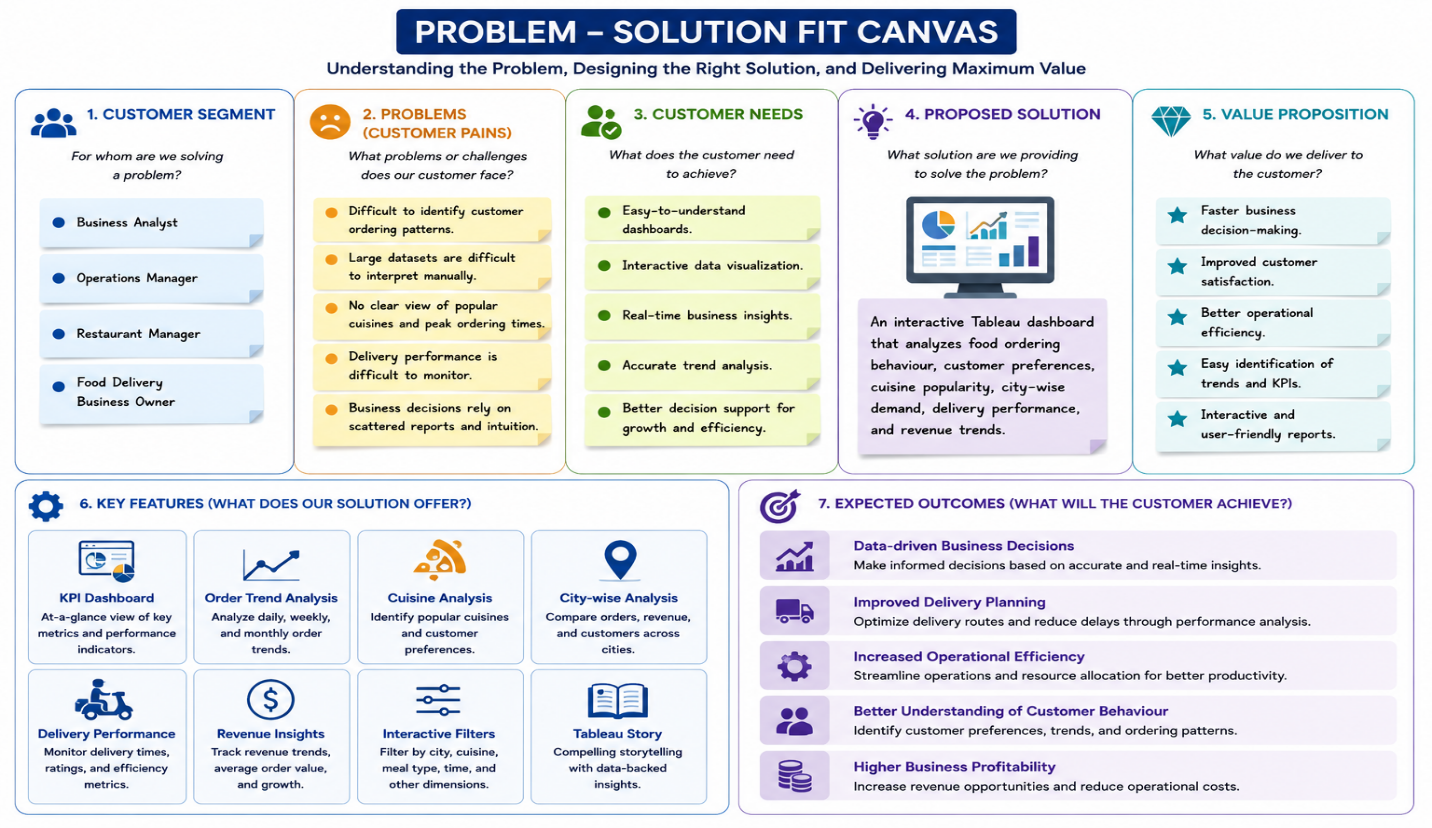 PROBLEM – SOLUTION FIT CANVAS
Understanding the Problem, Designing the Right Solution, and Delivering Maximum Value
1. CUSTOMER SEGMENT
For whom are we solving
a problem?
Business Analyst
Operations Manager
Restaurant Manager
Food Delivery
Business Owner
2. PROBLEMS
(CUSTOMER PAINS)
What problems or challenges
does our customer face?
Difficult to identify customer
ordering patterns.
Large datasets are difficult
to interpret manually.
No clear view of popular
cuisines and peak ordering times.
Delivery performance is
difficult to monitor.
Business decisions rely on
scattered reports and intuition.
3. CUSTOMER NEEDS
What does the customer need
to achieve?
Easy-to-understand
dashboards.
Interactive data visualization.
Real-time business insights.
Accurate trend analysis.
Better decision support for
growth and efficiency.
4. PROPOSED SOLUTION
What solution are we providing
to solve the problem?
An interactive Tableau dashboard
that analyzes food ordering
behaviour, customer preferences,
cuisine popularity, city-wise
demand, delivery performance,
and revenue trends.
5. VALUE PROPOSITION
What value do we deliver to
the customer?
Faster business
decision-making.
Improved customer
satisfaction.
Better operational
efficiency.
Easy identification of
trends and KPIs.
Interactive and
user-friendly reports.
6. KEY FEATURES (WHAT DOES OUR SOLUTION OFFER?)
KPI Dashboard
At-a-glance view of key
metrics and performance
indicators.
Order Trend Analysis
Analyze daily, weekly,
and monthly order
trends.
Cuisine Analysis
Identify popular cuisines
and customer
preferences.
City-wise Analysis
Compare orders, revenue,
and customers across
cities.
Delivery Performance
Monitor delivery times,
ratings, and efficiency
metrics.
$
Revenue Insights
Track revenue trends,
average order value,
and growth.
Interactive Filters
Filter by city, cuisine,
meal type, time, and
other dimensions.
Tableau Story
Compelling storytelling
with data-backed
insights.
7. EXPECTED OUTCOMES (WHAT WILL THE CUSTOMER ACHIEVE?)
Data-driven Business Decisions
Make informed decisions based on accurate and real-time insights.
Improved Delivery Planning
Optimize delivery routes and reduce delays through performance analysis.
Increased Operational Efficiency
Streamline operations and resource allocation for better productivity.
Better Understanding of Customer Behaviour
Identify customer preferences, trends, and ordering patterns.
Higher Business Profitability
Increase revenue opportunities and reduce operational costs.